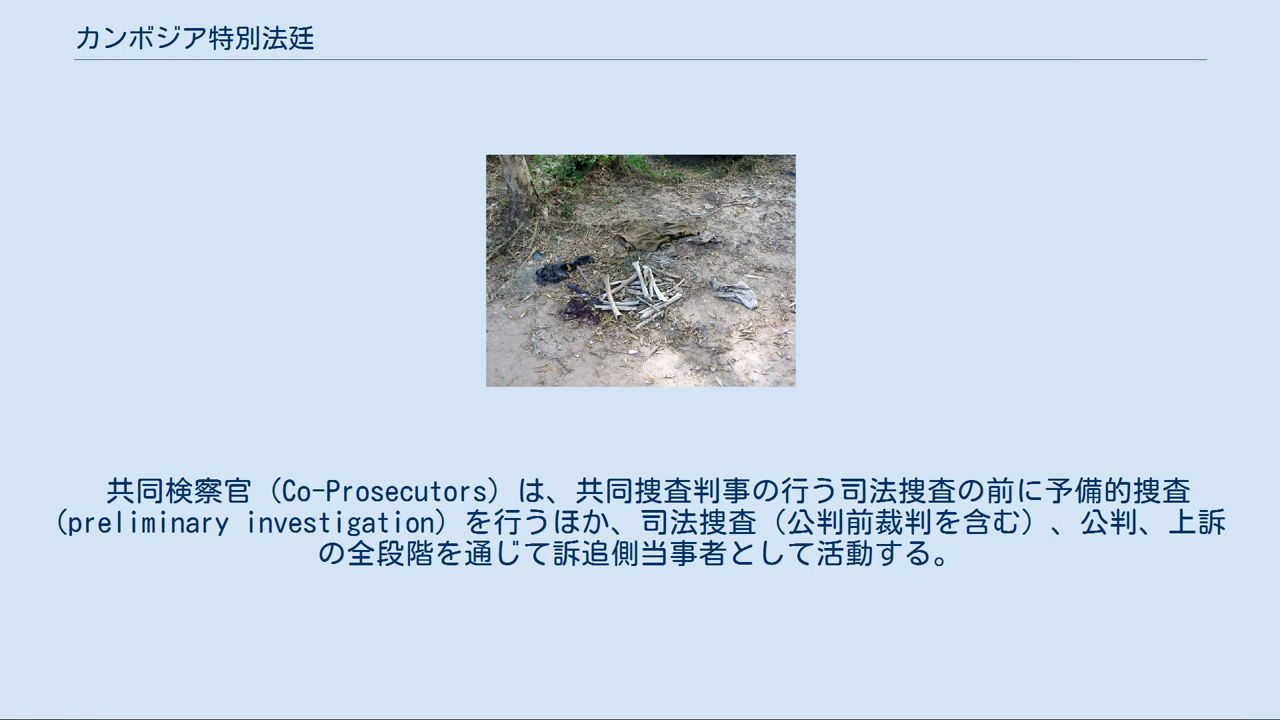 カンボジア特別法廷
共同検察官（Co-Prosecutors）は、共同捜査判事の行う司法捜査の前に予備的捜査
（preliminary investigation）を行うほか、司法捜査（公判前裁判を含む）、公判、上訴
の全段階を通じて訴追側当事者として活動する。